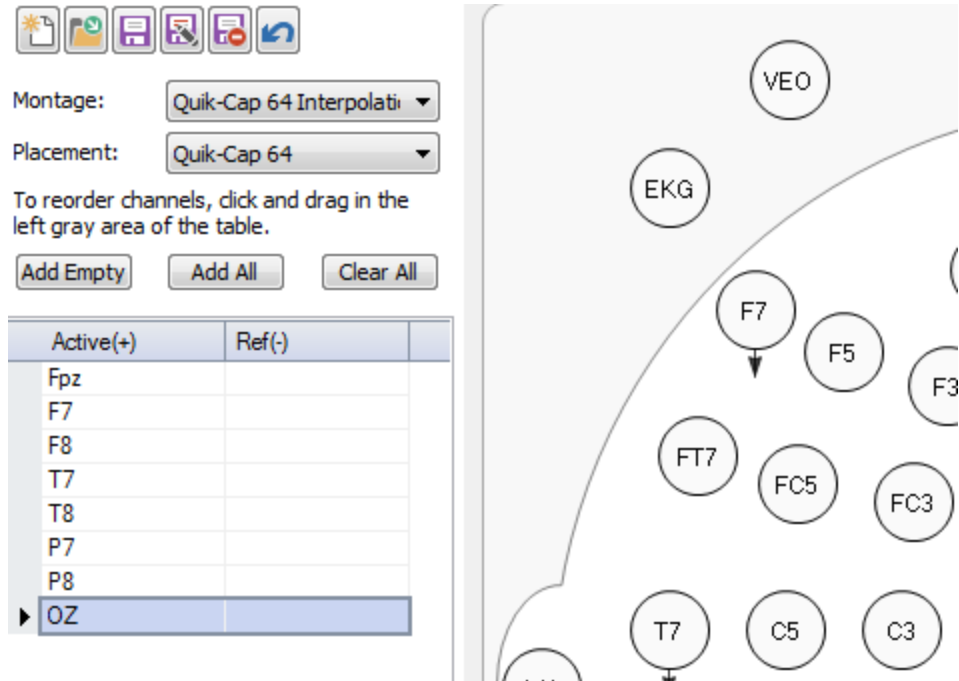 Montage: Quik-Cap 64 Interpolati
Placement: Quik-Cap 64
To reorder channels, click and drag in the
left gray area of the table.
Add Empty Add All Clear All
Active(+) Ref(-)
Fpz
F7
F8
T7
T8
P7
P8
OZ
VEO
EKG
F7
F5
F3
FT7
FC5
FC3
T7
C5
C3